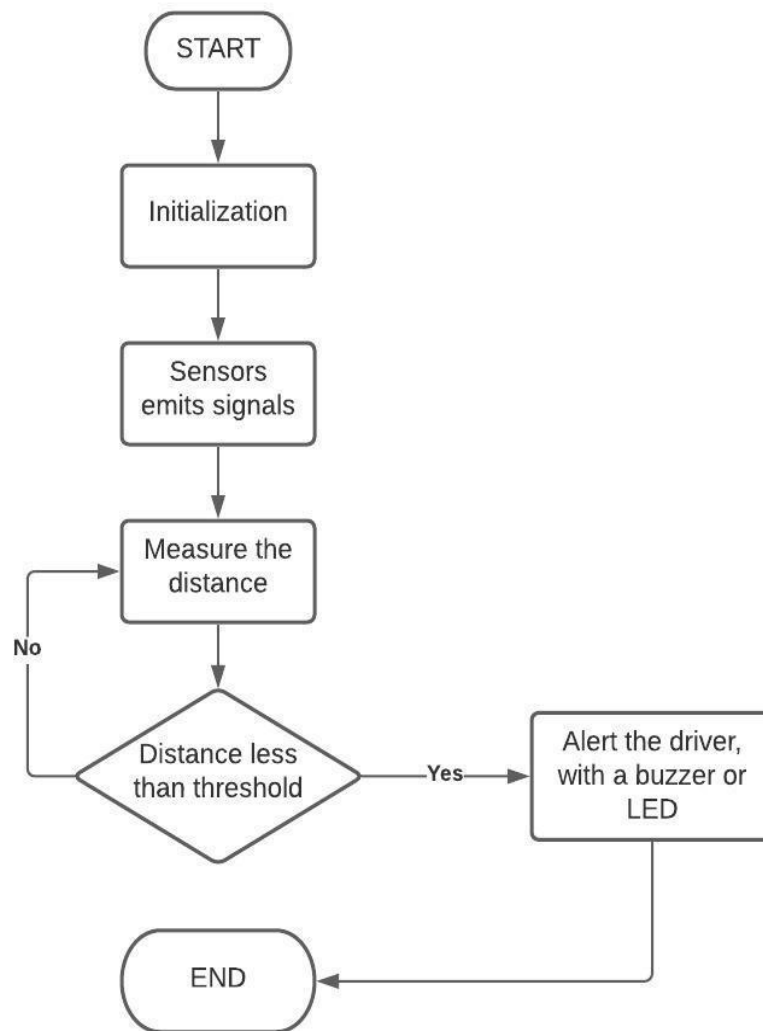 START
Initialization
Sensors
emits signals
Measure the
distance
No
Distance less
than threshold
Yes
Alert the driver,
with a buzzer or
LED
END